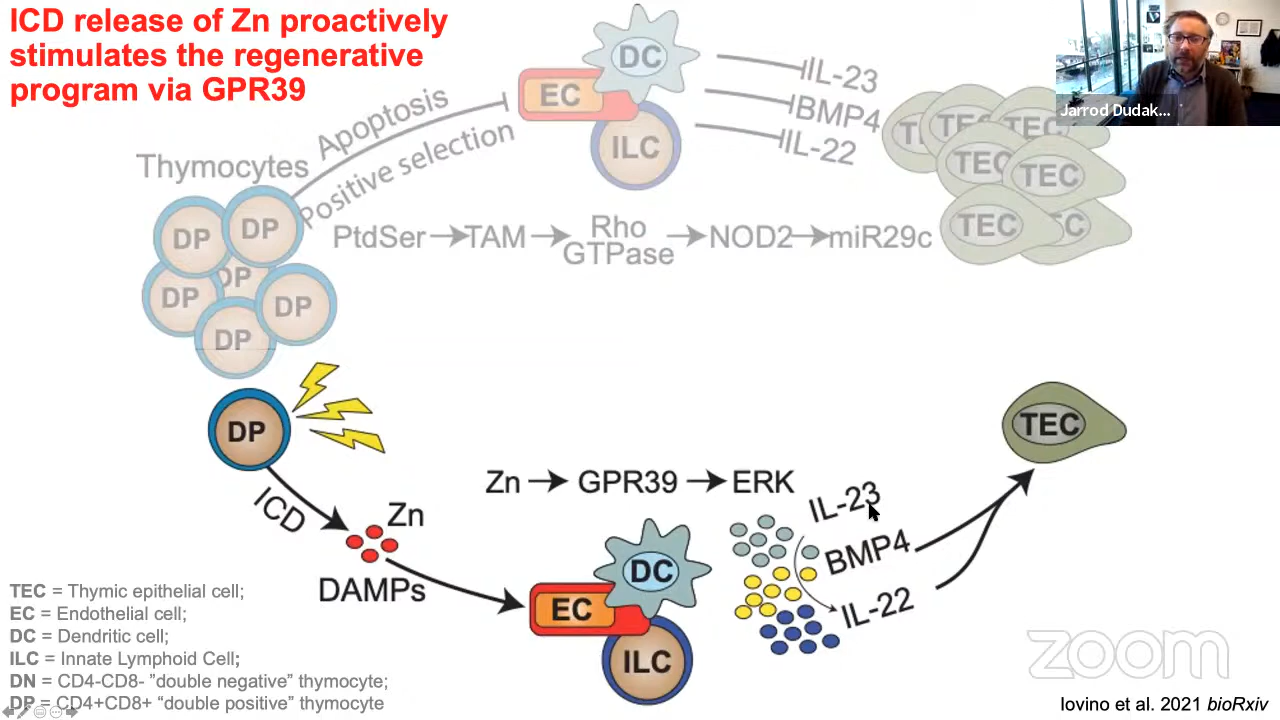 ICD release of Zn proactively
stimulates the regenerative
program via GPR39
Jarrod Dudak...
DC
EC
ILC
IL-23
BMP4
IL-22
Apoptosis
Positive selection
Thymocytes
DP
DP
DP
DP
DP
DP
PtdSer
TAM
Rho
GTPase
NOD2
miR29c
TEC
TEC
TEC
TEC
TEC
DP
ICD
Zn
DAMPs
Zn
GPR39
ERK
DC
EC
ILC
IL-23
BMP4
IL-22
TEC
TEC = Thymic epithelial cell;
EC = Endothelial cell;
DC = Dendritic cell;
ILC = Innate Lymphoid Cell;
DN = CD4-CD8- ”double negative” thymocyte;
DP = CD4+CD8+ “double positive” thymocyte
zoom
Iovino et al. 2021 bioRxiv